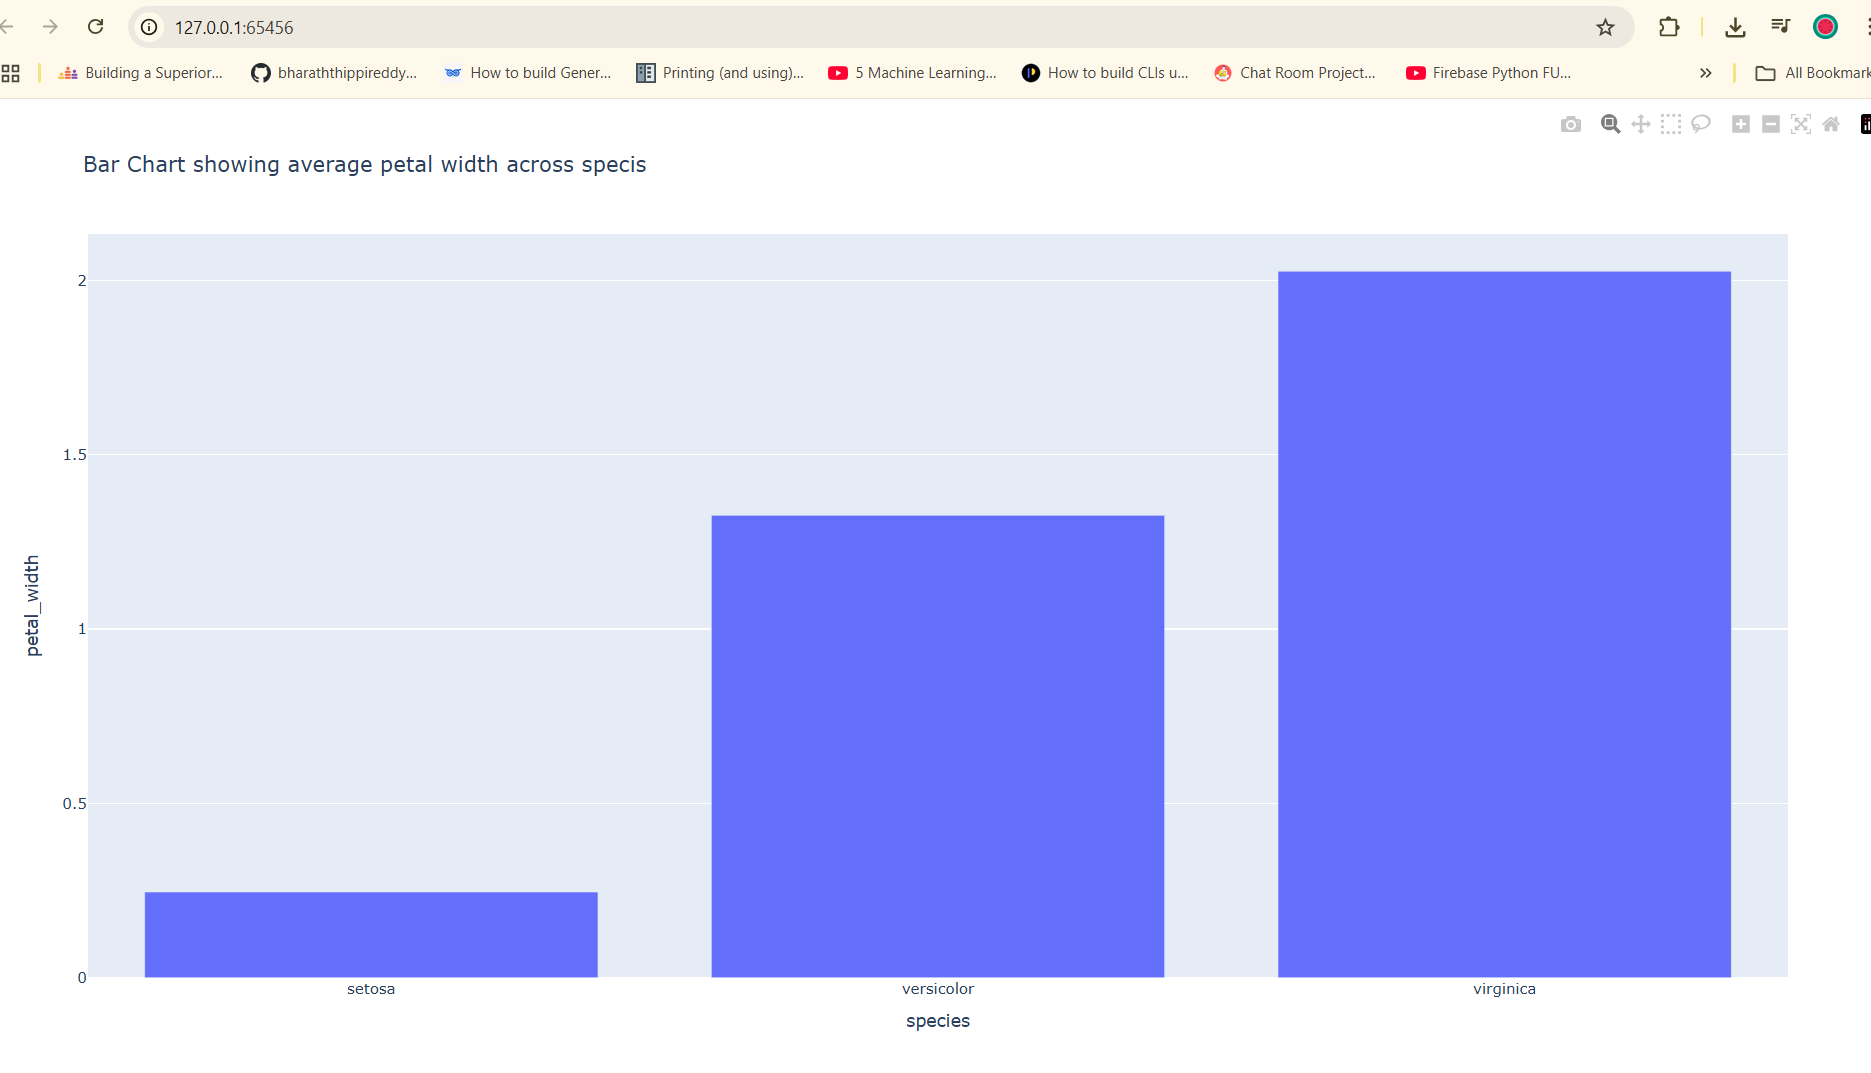 127.0.0.1:65456
Building a Superior...
bharaththippireddy...
How to build Gener...
Printing (and using)...
5 Machine Learning...
How to build CLIs u...
Chat Room Project...
Firebase Python FU...
All Bookmark
Bar Chart showing average petal width across specis
2
1.5
1
0.5
0
petal_width
setosa
versicolor
virginica
species